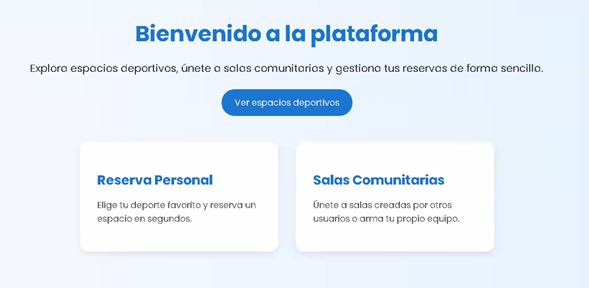 Bienvenido a la plataforma
Explora espacios deportivos, únete a salas comunitarias y gestiona tus reservas de forma sencilla.
Ver espacios deportivos
Reserva Personal
Elige tu deporte favorito y reserva un
espacio en segundos.
Salas Comunitarias
Únete a salas creadas por otros
usuarios o arma tu propio equipo.